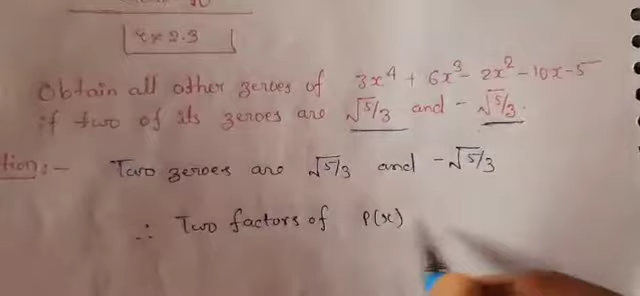 Ex 2.3
Obtain all other zeroes of 3x⁴ + 6x³ - 2x² - 10x - 5
if two of its zeroes are √5/3 and - √5/3.
tion:- Two zeroes are √5/3 and -√5/3
∴ Two factors of P(x)